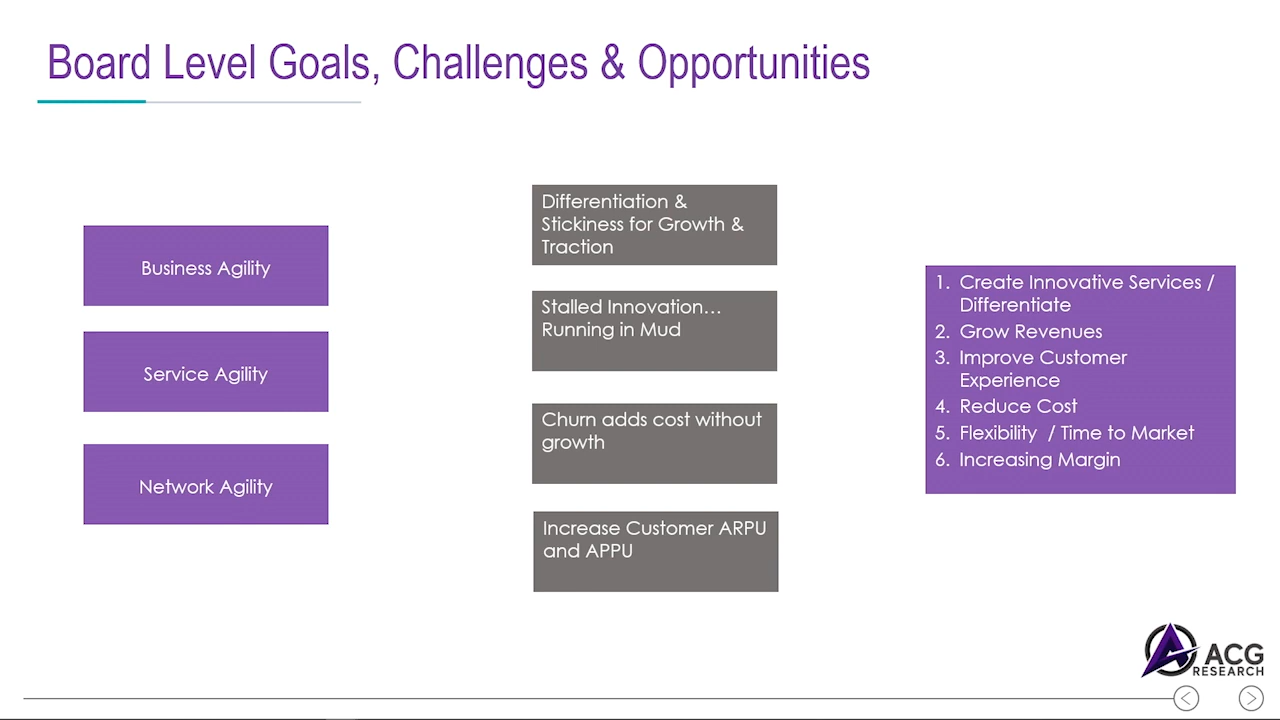 Board Level Goals, Challenges & Opportunities
Business Agility
Service Agility
Network Agility
Differentiation &
Stickiness for Growth &
Traction
Stalled Innovation…
Running in Mud
Churn adds cost without
growth
Increase Customer ARPU
and APPU
1. Create Innovative Services /
Differentiate
2. Grow Revenues
3. Improve Customer
Experience
4. Reduce Cost
5. Flexibility / Time to Market
6. Increasing Margin
ACG
RESEARCH